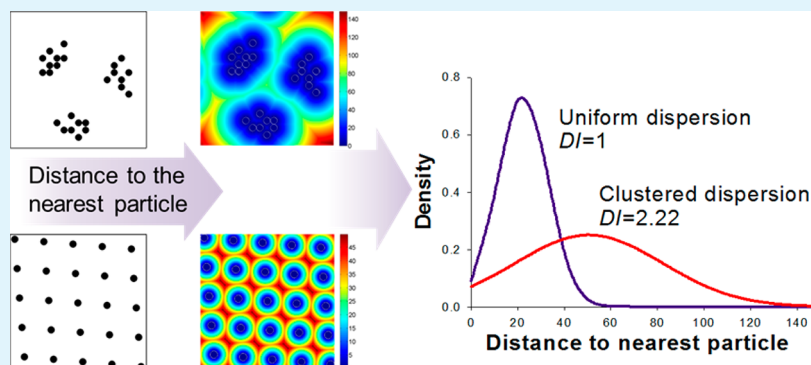 140
120
100
80
60
40
20
0
Distance to the
nearest particle
45
40
35
30
25
20
15
10
5
Density
0.8
0.6
0.4
0.2
0.0
Uniform dispersion
DI=1
Clustered dispersion
DI=2.22
0 20 40 60 80 100 120 140
Distance to nearest particle